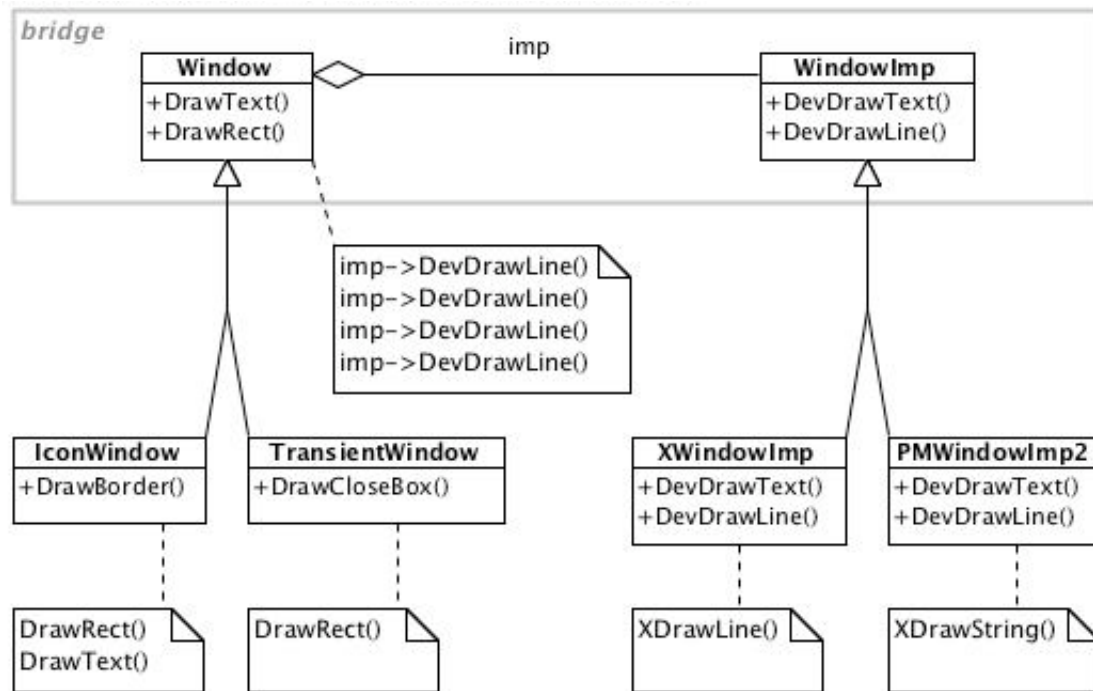 bridge
imp
Window
+DrawText()
+DrawRect()
WindowImp
+DevDrawText()
+DevDrawLine()
imp->DevDrawLine()
imp->DevDrawLine()
imp->DevDrawLine()
imp->DevDrawLine()
IconWindow
+DrawBorder()
TransientWindow
+DrawCloseBox()
XWindowImp
+DevDrawText()
+DevDrawLine()
PMWindowImp2
+DevDrawText()
+DevDrawLine()
DrawRect()
DrawText()
DrawRect()
XDrawLine()
XDrawString()